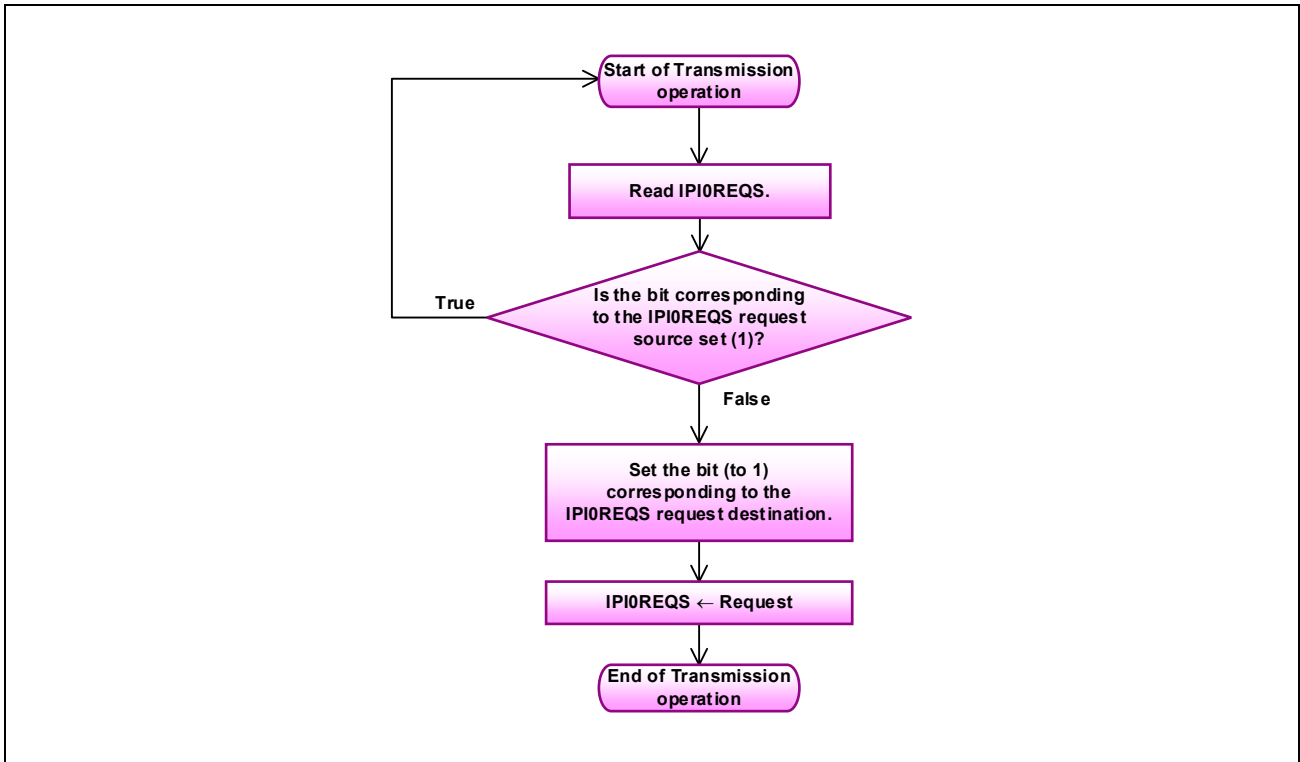 Start of Transmission
operation
Read IPI0REQS.
Is the bit corresponding
to the IPI0REQS request
source set (1)?
True
False
Set the bit (to 1)
corresponding to the
IPI0REQS request destination.
IPI0REQS ← Request
End of Transmission
operation